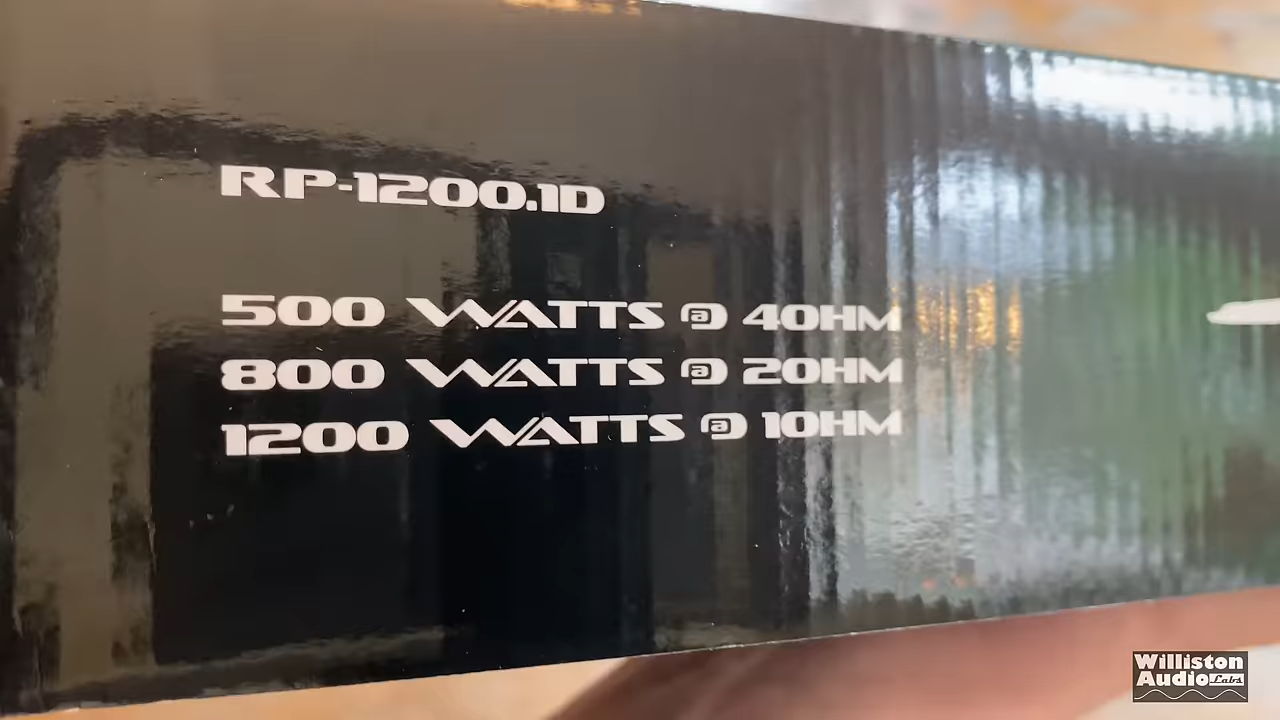 RP-1200.1D
500 WATTS @ 4OHM
800 WATTS @ 2OHM
1200 WATTS @ 1OHM
Williston
Audio Labs